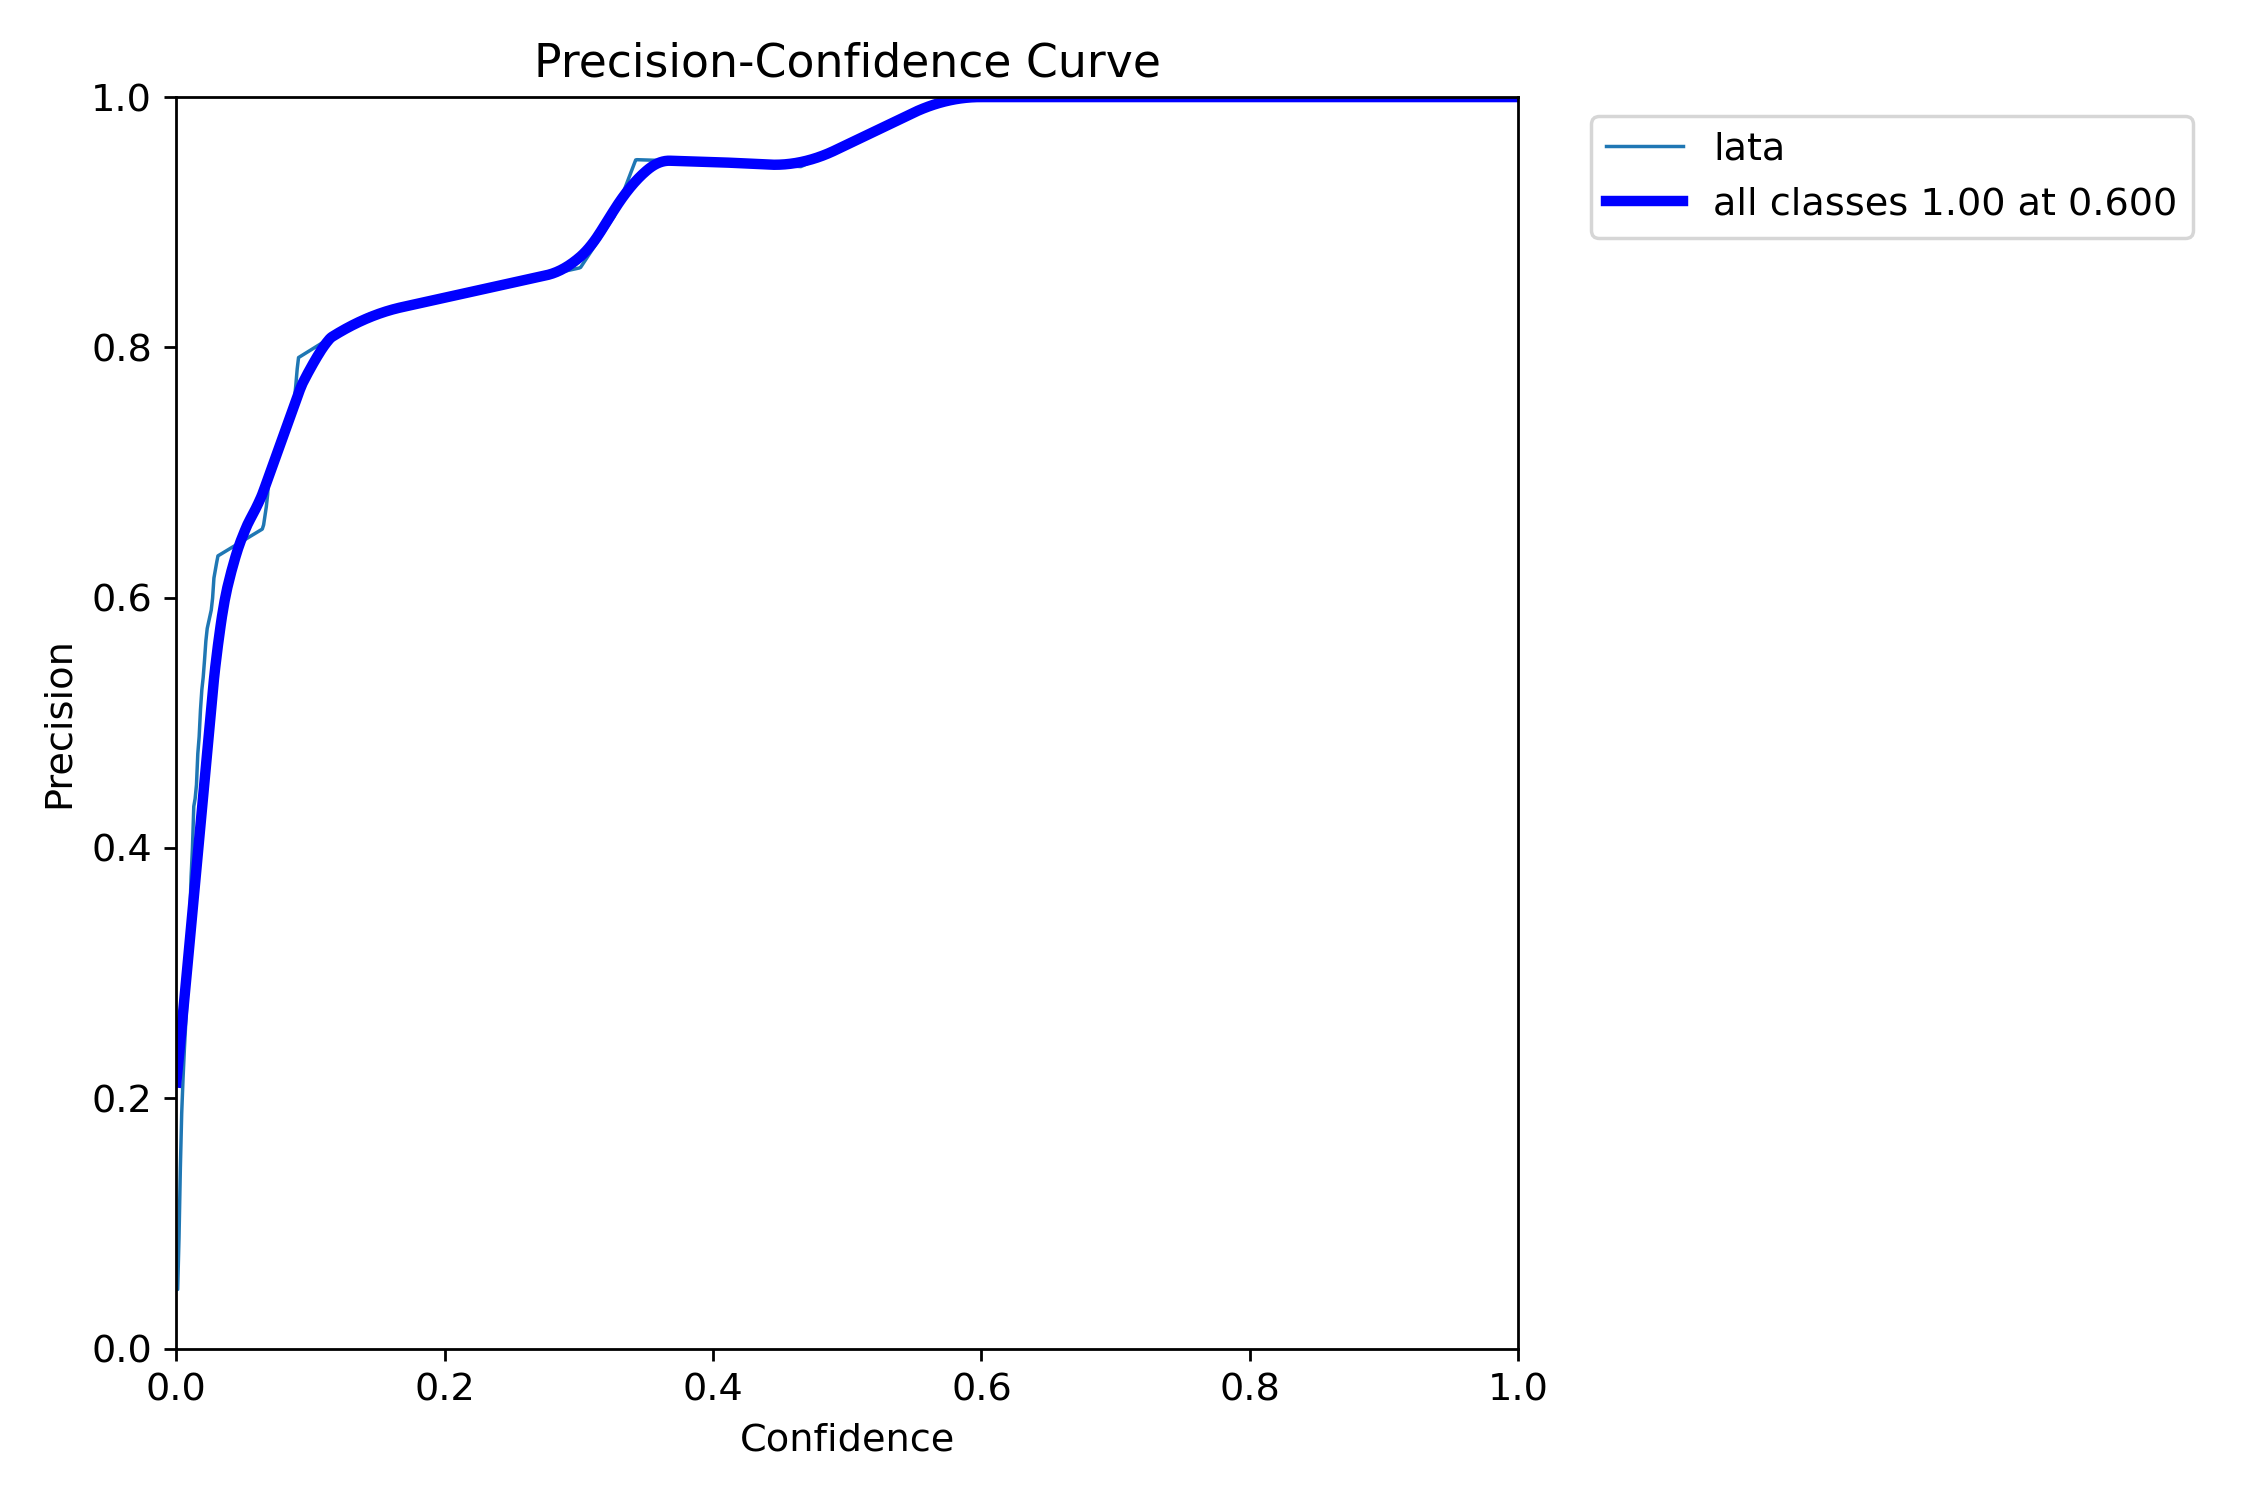 Precision-Confidence Curve
1.0
0.8
0.6
0.4
0.2
0.0
Precision
0.0 0.2 0.4 0.6 0.8 1.0
Confidence
lata
all classes 1.00 at 0.600